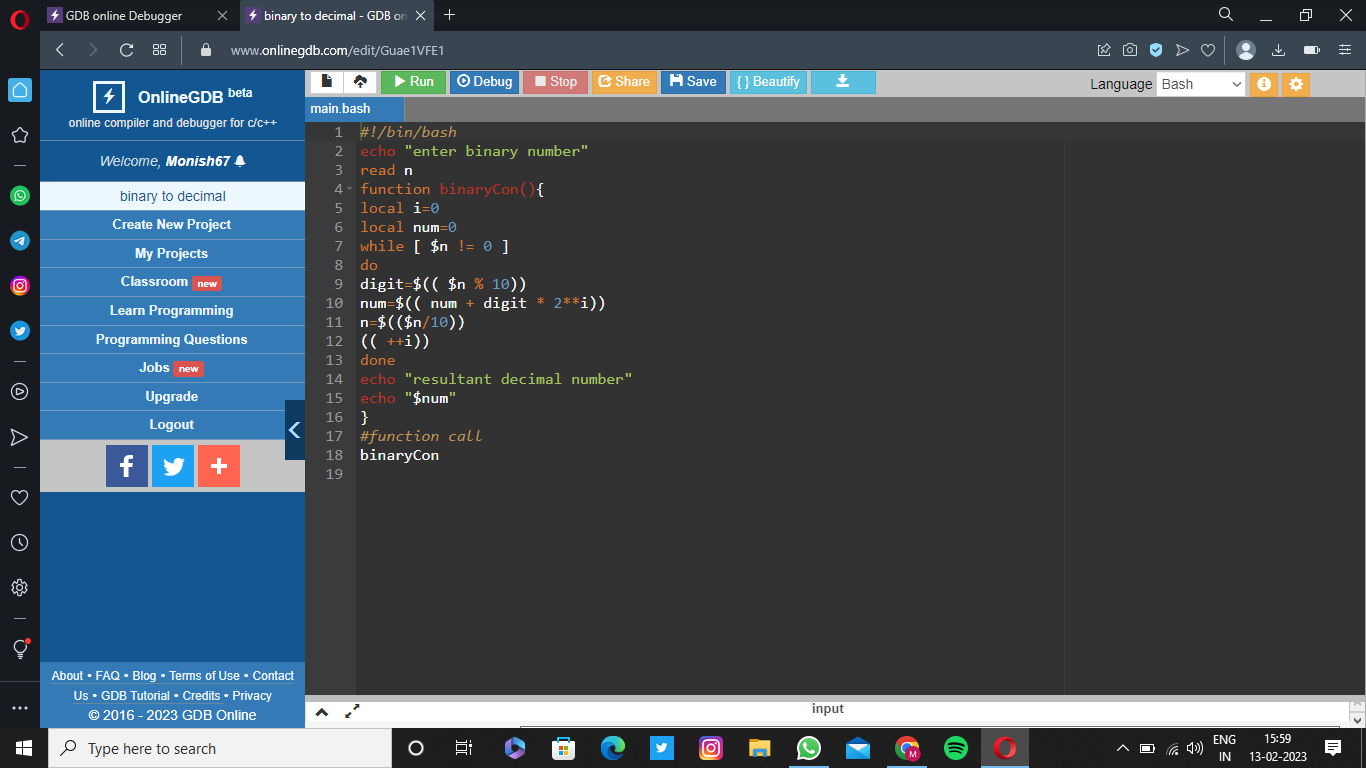 GDB online Debugger
binary to decimal - GDB on
www.onlinegdb.com/edit/Guae1VFE1
OnlineGDB beta
online compiler and debugger for c/c++
Welcome, Monish67
binary to decimal
Create New Project
My Projects
Classroom new
Learn Programming
Programming Questions
Jobs new
Upgrade
Logout
About • FAQ • Blog • Terms of Use • Contact
Us • GDB Tutorial • Credits • Privacy
© 2016 - 2023 GDB Online
Run Debug Stop Share Save { } Beautify
Language Bash
main.bash
1 #!/bin/bash
2 echo "enter binary number"
3 read n
4 function binaryCon(){
5 local i=0
6 local num=0
7 while [ $n != 0 ]
8 do
9 digit=$(( $n % 10))
10 num=$(( num + digit * 2**i))
11 n=$(($n/10))
12 (( ++i))
13 done
14 echo "resultant decimal number"
15 echo "$num"
16 }
17 #function call
18 binaryCon
19
input
Type here to search
M
ENG
IN
15:59
13-02-2023